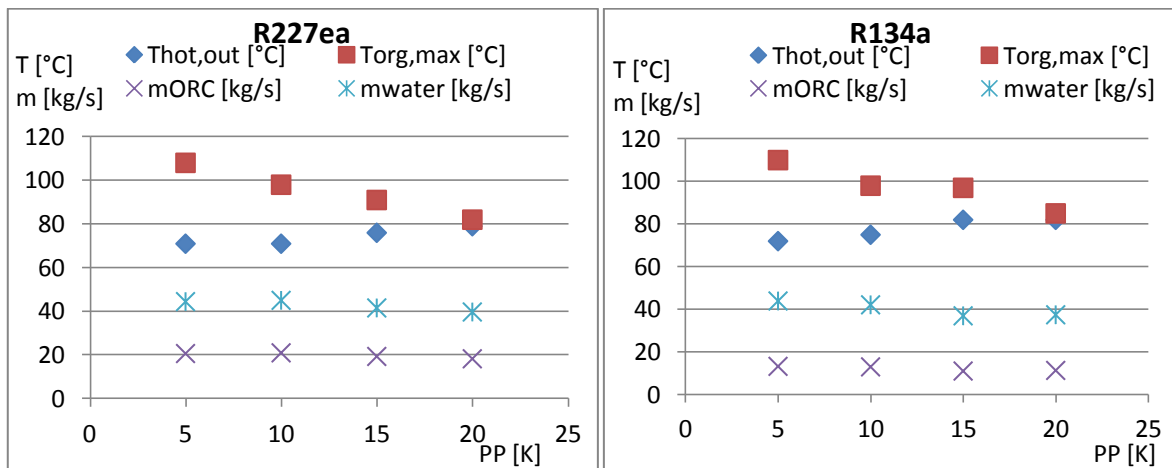 R227ea
Thot,out [°C] Torg,max [°C]
T [°C]
mORC [kg/s] mwater [kg/s]
m [kg/s]
120
100
80
60
40
20
0
0 5 10 15 20 25
PP [K]
R134a
Thot,out [°C] Torg,max [°C]
T [°C]
mORC [kg/s] mwater [kg/s]
m [kg/s]
120
100
80
60
40
20
0
0 5 10 15 20 25
PP [K]